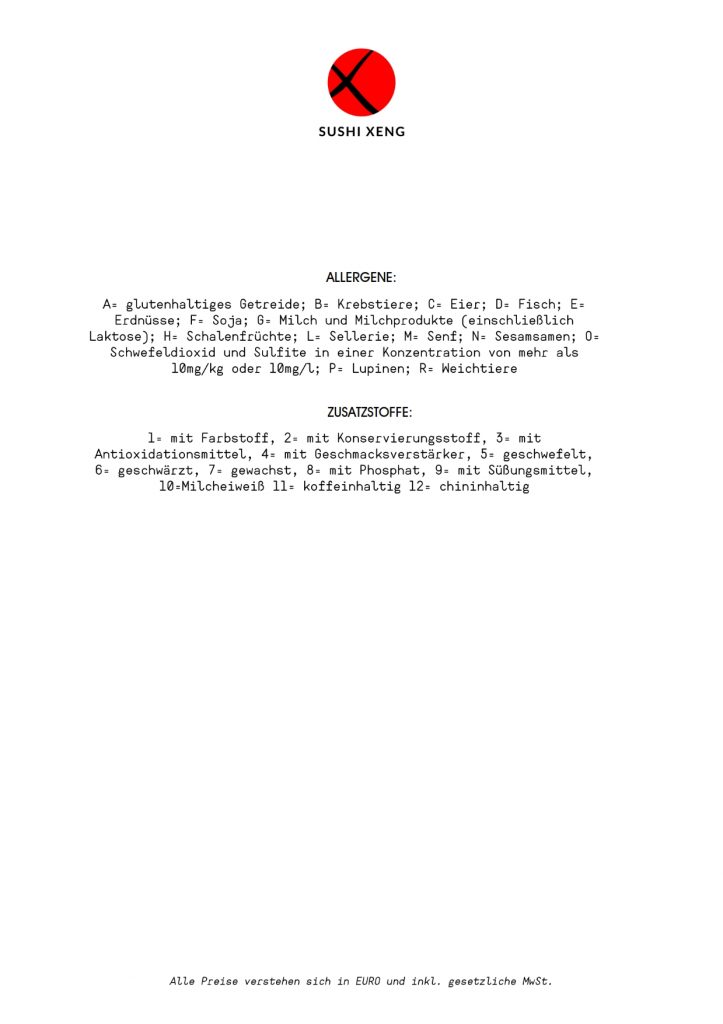 SUSHI XENG
ALLERGENE:
A= glutenhaltiges Getreide; B= Krebstiere; C= Eier; D= Fisch; E=
Erdnüsse; F= Soja; G= Milch und Milchprodukte (einschließlich
Laktose); H= Schalenfrüchte; L= Sellerie; M= Senf; N= Sesamsamen; O=
Schwefeldioxid und Sulfite in einer Konzentration von mehr als
10mg/kg oder 10mg/l; P= Lupinen; R= Weichtiere
ZUSATZSTOFFE:
1= mit Farbstoff, 2= mit Konservierungsstoff, 3= mit
Antioxidationsmittel, 4= mit Geschmacksverstärker, 5= geschwefelt,
6= geschwärzt, 7= gewachst, 8= mit Phosphat, 9= mit Süßungsmittel,
10=Milcheiweiß 11= koffeinhaltig 12= chininhaltig
Alle Preise verstehen sich in EURO und inkl. gesetzliche MwSt.